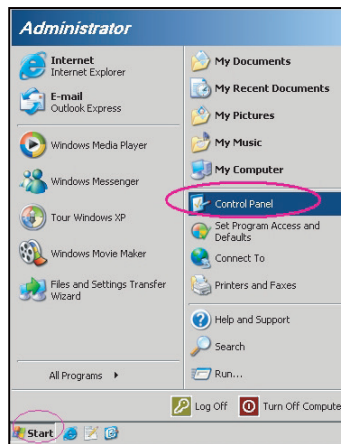 Administrator
Internet
Internet Explorer
E-mail
Outlook Express
Windows Media Player
Windows Messenger
Tour Windows XP
Windows Movie Maker
Files and Settings Transfer
Wizard
All Programs
My Documents
My Recent Documents
My Pictures
My Music
My Computer
Control Panel
Set Program Access and
Defaults
Connect To
Printers and Faxes
Help and Support
Search
Run...
Log Off Turn Off Compute
Start